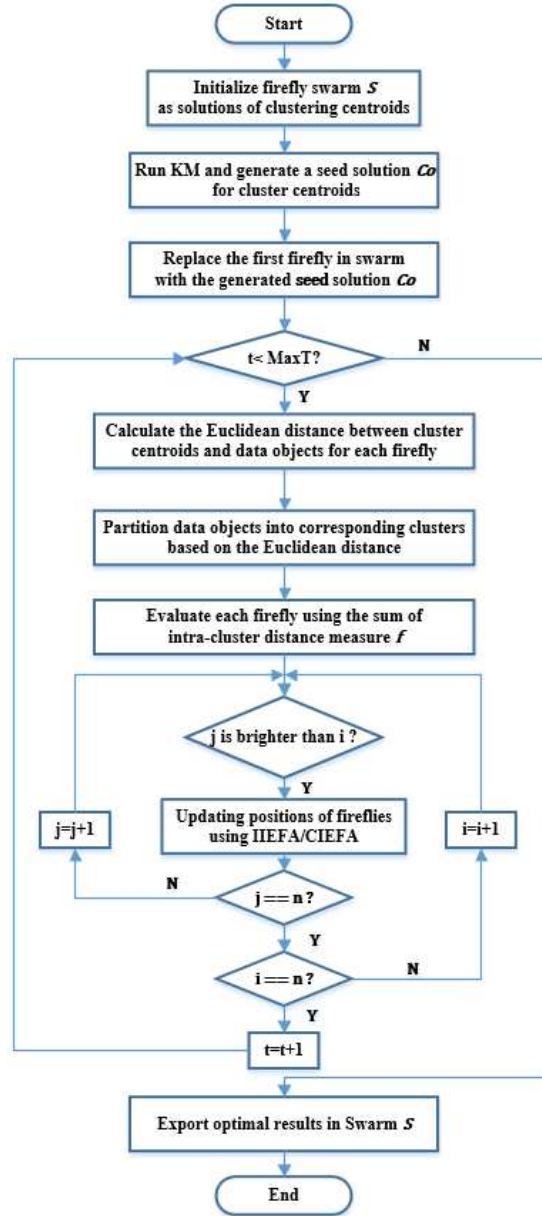 Start
Initialize firefly swarm S
as solutions of clustering centroids
Run KM and generate a seed solution Co
for cluster centroids
Replace the first firefly in swarm
with the generated seed solution Co
t< MaxT?
N
Y
Calculate the Euclidean distance between cluster
centroids and data objects for each firefly
Partition data objects into corresponding clusters
based on the Euclidean distance
Evaluate each firefly using the sum of
intra-cluster distance measure f
j is brighter than i ?
Y
j=j+1
Updating positions of fireflies
using IIEFA/CIEFA
i=i+1
N
j == n ?
Y
i == n ?
N
Y
t=t+1
Export optimal results in Swarm S
End